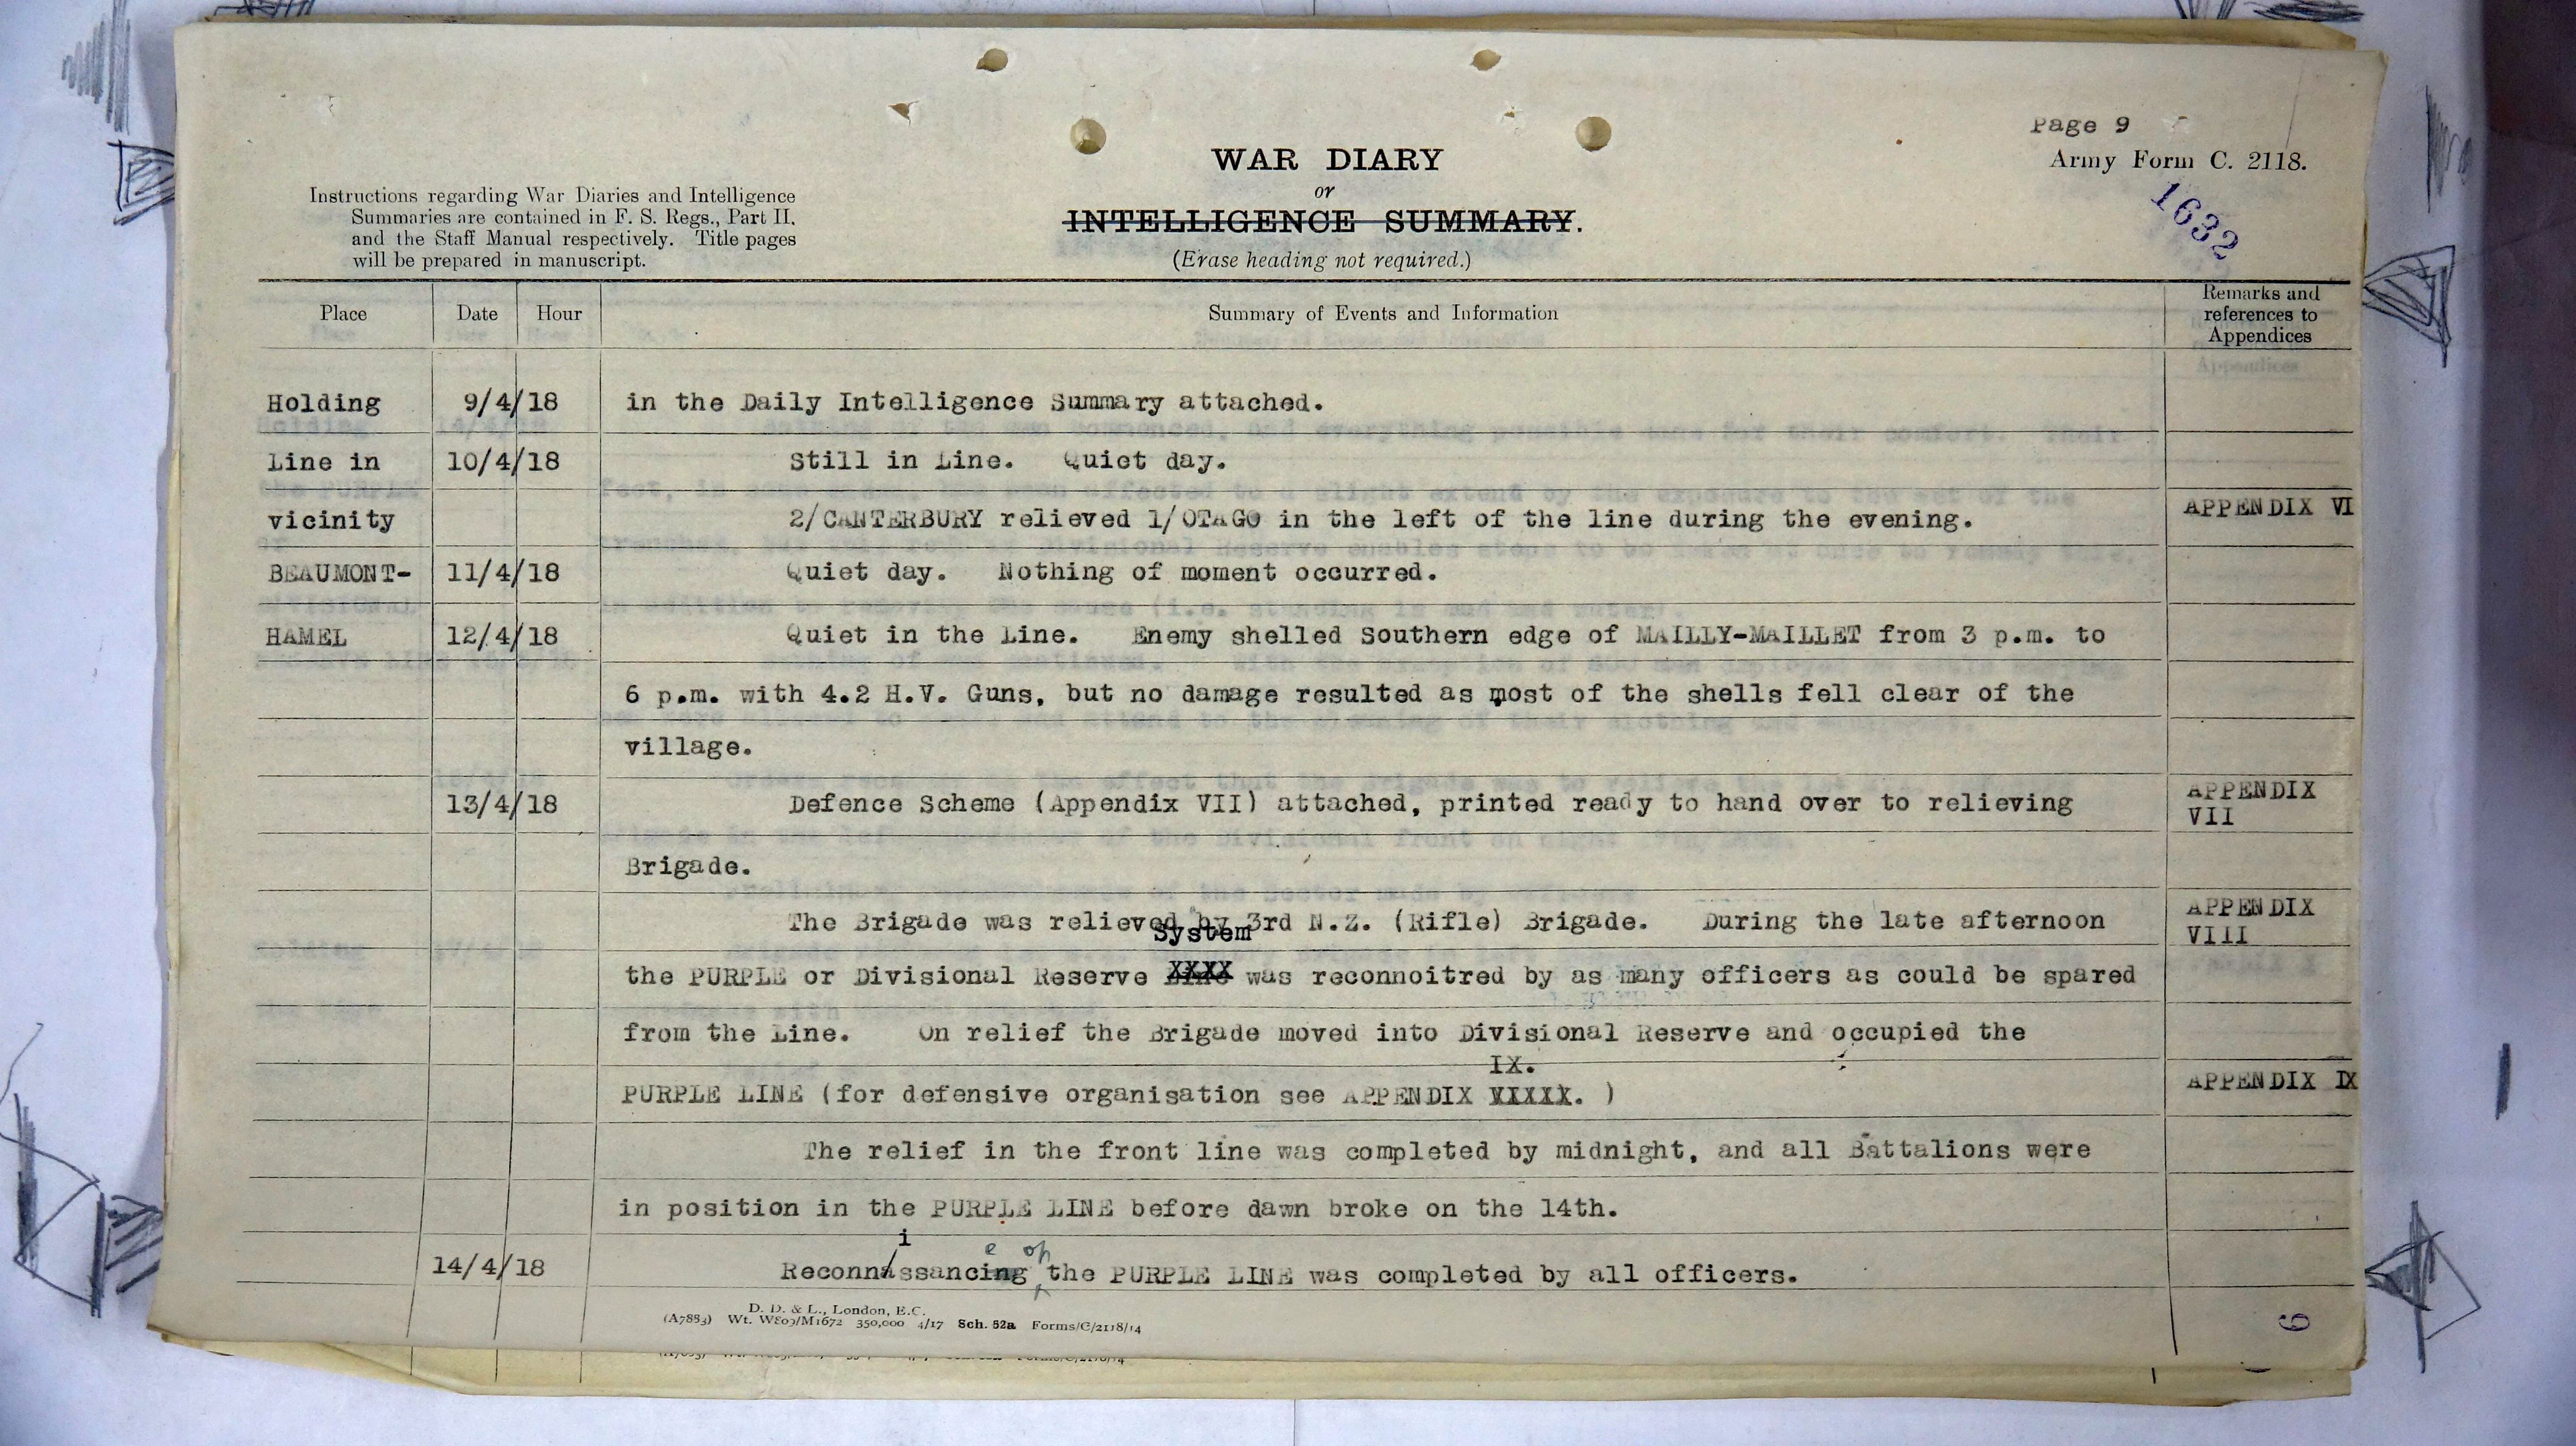 Page 9
Army Form C. 2118.
1632
WAR DIARY
or
INTELLIGENCE SUMMARY.
(Erase heading not required.)
Instructions regarding War Diaries and Intelligence
Summaries are contained in F. S. Regs., Part II.
and the Staff Manual respectively. Title pages
will be prepared in manuscript.
Place Date Hour Summary of Events and Information Remarks and references to Appendices
Holding 9/4/18 in the Daily Intelligence Summary attached.
Line in 10/4/18 Still in Line. Quiet day.
vicinity 2/CANTERBURY relieved 1/OTAGO in the left of the line during the evening. APPENDIX VI
BEAUMONT- 11/4/18 Quiet day. Nothing of moment occurred.
HAMEL 12/4/18 Quiet in the Line. Enemy shelled Southern edge of MAILLY-MAILLET from 3 p.m. to
6 p.m. with 4.2 H.V. Guns, but no damage resulted as most of the shells fell clear of the
village.
13/4/18 Defence Scheme (Appendix VII) attached, printed ready to hand over to relieving APPENDIX VII
Brigade.
The Brigade was relieved by 3rd N.Z. (Rifle) Brigade. During the late afternoon APPENDIX VIII
System
the PURPLE or Divisional Reserve XXXX was reconnoitred by as many officers as could be spared
from the Line. On relief the Brigade moved into Divisional Reserve and occupied the
IX.
PURPLE LINE (for defensive organisation see APPENDIX VIXXX. ) APPENDIX IX
The relief in the front line was completed by midnight, and all Battalions were
in position in the PURPLE LINE before dawn broke on the 14th.
i e of
14/4/18 Reconnassancing the PURPLE LINE was completed by all officers.
D. D. & L., London, E.C.
(A7883) Wt. W809/M1672 350,000 4/17 Sch. 52a Forms/C/2118/14
9